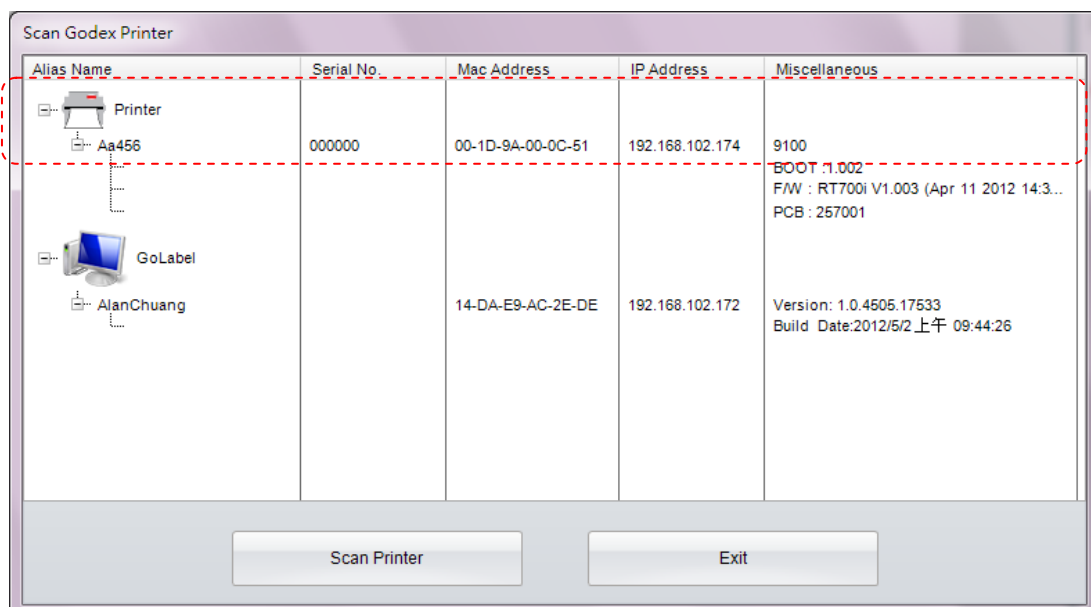 Scan Godex Printer
Alias Name Serial No. Mac Address IP Address Miscellaneous
Printer
Aa456 000000 00-1D-9A-00-0C-51 192.168.102.174 9100
BOOT :1.002
F/W : RT700i V1.003 (Apr 11 2012 14:3...
PCB : 257001
GoLabel
AlanChuang 14-DA-E9-AC-2E-DE 192.168.102.172 Version: 1.0.4505.17533
Build Date:2012/5/2 上午 09:44:26
Scan Printer Exit